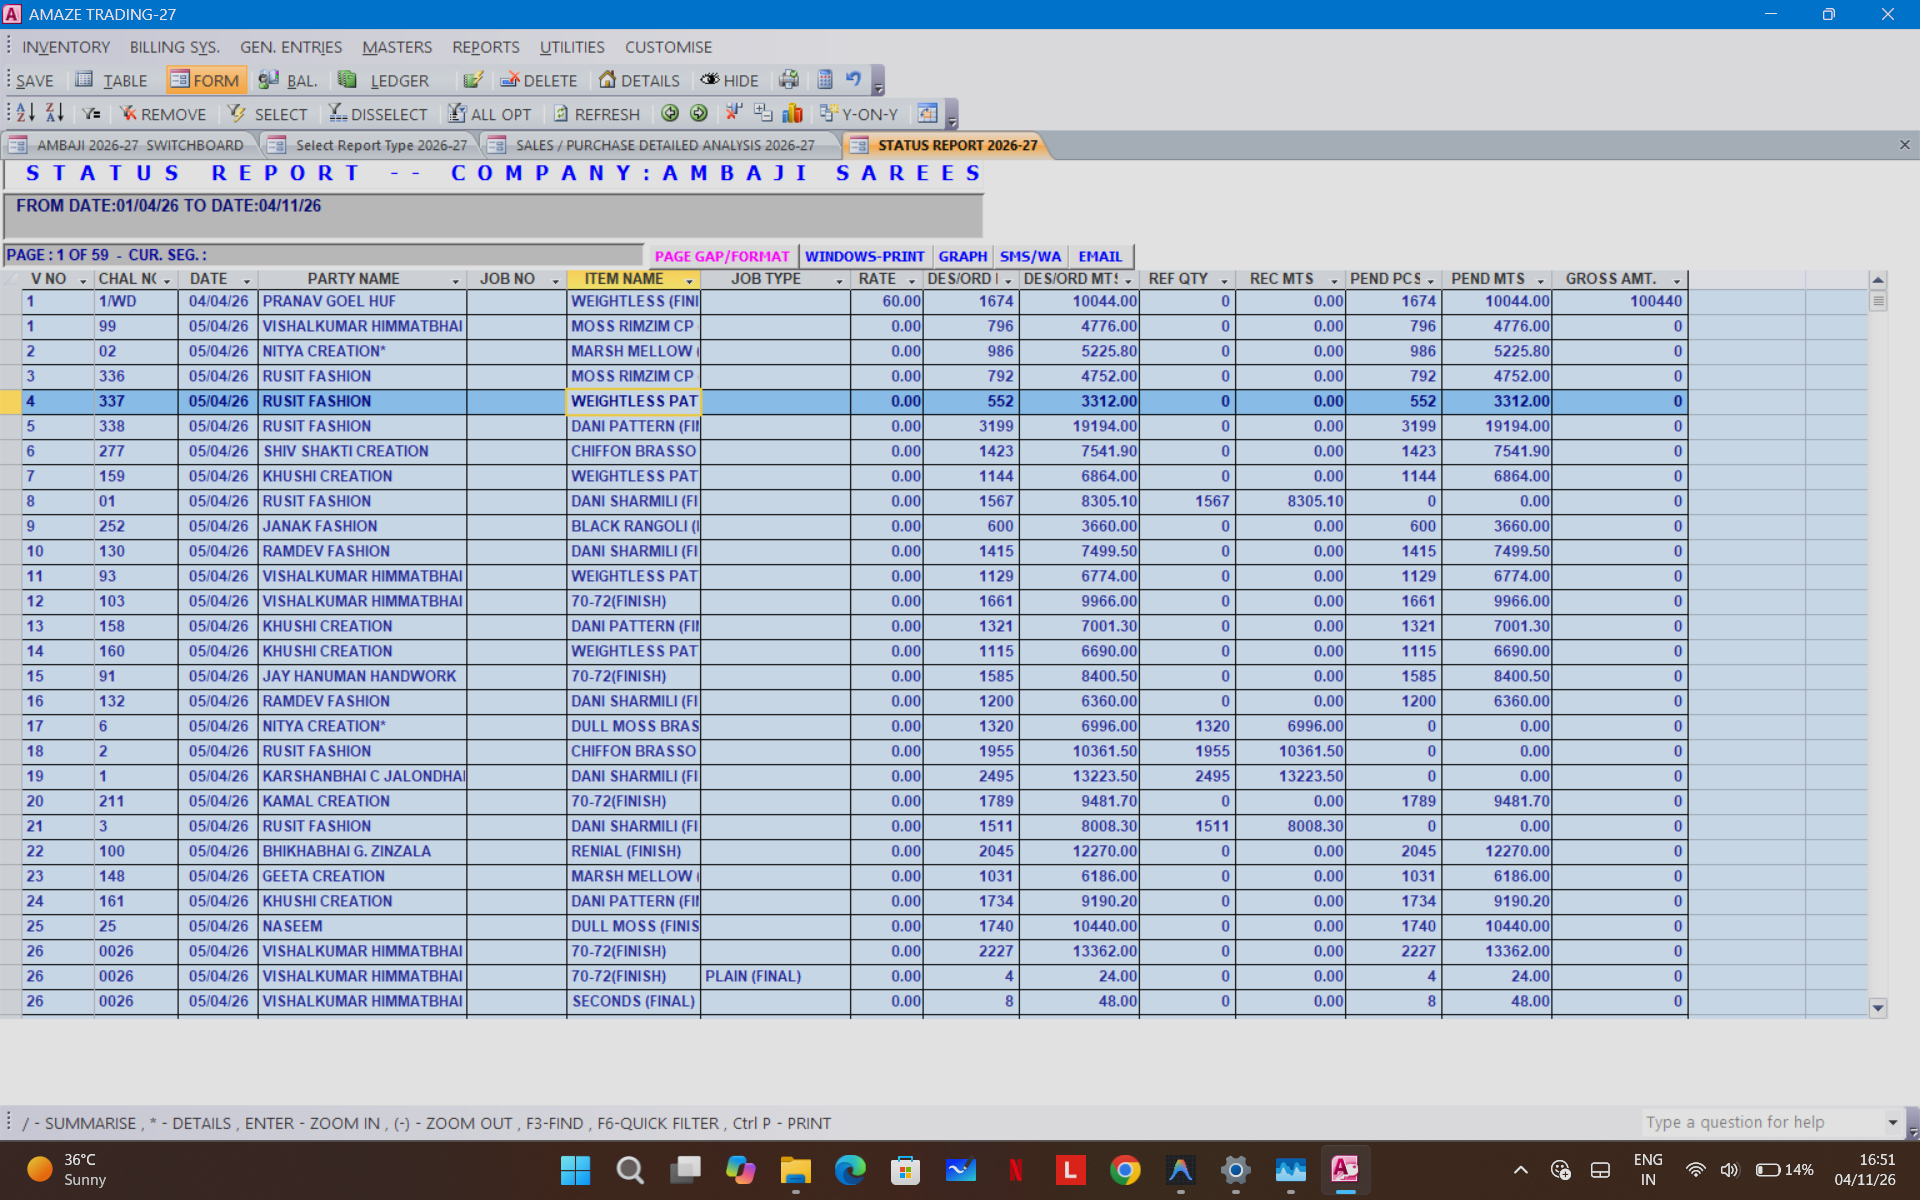 AMAZE TRADING-27
INVENTORY BILLING SYS. GEN. ENTRIES MASTERS REPORTS UTILITIES CUSTOMISE
SAVE TABLE FORM BAL. LEDGER DELETE DETAILS HIDE
REMOVE SELECT DISSELECT ALL OPT REFRESH Y-ON-Y
AMBAJI 2026-27 SWITCHBOARD Select Report Type 2026-27 SALES / PURCHASE DETAILED ANALYSIS 2026-27 STATUS REPORT 2026-27
STATUS REPORT -- COMPANY:AMBAJI SAREES
FROM DATE:01/04/26 TO DATE:04/11/26
PAGE : 1 OF 59 - CUR. SEG. : PAGE GAP/FORMAT WINDOWS-PRINT GRAPH SMS/WA EMAIL
V NO CHAL NO DATE PARTY NAME JOB NO ITEM NAME JOB TYPE RATE DES/ORD DES/ORD MTS REF QTY REC MTS PEND PCS PEND MTS GROSS AMT.
1 1/WD 04/04/26 PRANAV GOEL HUF WEIGHTLESS (FINI 60.00 1674 10044.00 0 0.00 1674 10044.00 100440
1 99 05/04/26 VISHALKUMAR HIMMATBHAI MOSS RIMZIM CP 0.00 796 4776.00 0 0.00 796 4776.00 0
2 02 05/04/26 NITYA CREATION* MARSH MELLOW ( 0.00 986 5225.80 0 0.00 986 5225.80 0
3 336 05/04/26 RUSIT FASHION MOSS RIMZIM CP 0.00 792 4752.00 0 0.00 792 4752.00 0
4 337 05/04/26 RUSIT FASHION WEIGHTLESS PAT 0.00 552 3312.00 0 0.00 552 3312.00 0
5 338 05/04/26 RUSIT FASHION DANI PATTERN (FII 0.00 3199 19194.00 0 0.00 3199 19194.00 0
6 277 05/04/26 SHIV SHAKTI CREATION CHIFFON BRASSO 0.00 1423 7541.90 0 0.00 1423 7541.90 0
7 159 05/04/26 KHUSHI CREATION WEIGHTLESS PAT 0.00 1144 6864.00 0 0.00 1144 6864.00 0
8 01 05/04/26 RUSIT FASHION DANI SHARMILI (FI 0.00 1567 8305.10 1567 8305.10 0 0.00 0
9 252 05/04/26 JANAK FASHION BLACK RANGOLI (I 0.00 600 3660.00 0 0.00 600 3660.00 0
10 130 05/04/26 RAMDEV FASHION DANI SHARMILI (FI 0.00 1415 7499.50 0 0.00 1415 7499.50 0
11 93 05/04/26 VISHALKUMAR HIMMATBHAI WEIGHTLESS PAT 0.00 1129 6774.00 0 0.00 1129 6774.00 0
12 103 05/04/26 VISHALKUMAR HIMMATBHAI 70-72(FINISH) 0.00 1661 9966.00 0 0.00 1661 9966.00 0
13 158 05/04/26 KHUSHI CREATION DANI PATTERN (FII 0.00 1321 7001.30 0 0.00 1321 7001.30 0
14 160 05/04/26 KHUSHI CREATION WEIGHTLESS PAT 0.00 1115 6690.00 0 0.00 1115 6690.00 0
15 91 05/04/26 JAY HANUMAN HANDWORK 70-72(FINISH) 0.00 1585 8400.50 0 0.00 1585 8400.50 0
16 132 05/04/26 RAMDEV FASHION DANI SHARMILI (FI 0.00 1200 6360.00 0 0.00 1200 6360.00 0
17 6 05/04/26 NITYA CREATION* DULL MOSS BRAS 0.00 1320 6996.00 1320 6996.00 0 0.00 0
18 2 05/04/26 RUSIT FASHION CHIFFON BRASSO 0.00 1955 10361.50 1955 10361.50 0 0.00 0
19 1 05/04/26 KARSHANBHAI C JALONDHAI DANI SHARMILI (FI 0.00 2495 13223.50 2495 13223.50 0 0.00 0
20 211 05/04/26 KAMAL CREATION 70-72(FINISH) 0.00 1789 9481.70 0 0.00 1789 9481.70 0
21 3 05/04/26 RUSIT FASHION DANI SHARMILI (FI 0.00 1511 8008.30 1511 8008.30 0 0.00 0
22 100 05/04/26 BHIKHABHAI G. ZINZALA RENIAL (FINISH) 0.00 2045 12270.00 0 0.00 2045 12270.00 0
23 148 05/04/26 GEETA CREATION MARSH MELLOW ( 0.00 1031 6186.00 0 0.00 1031 6186.00 0
24 161 05/04/26 KHUSHI CREATION DANI PATTERN (FII 0.00 1734 9190.20 0 0.00 1734 9190.20 0
25 25 05/04/26 NASEEM DULL MOSS (FINIS 0.00 1740 10440.00 0 0.00 1740 10440.00 0
26 0026 05/04/26 VISHALKUMAR HIMMATBHAI 70-72(FINISH) 0.00 2227 13362.00 0 0.00 2227 13362.00 0
26 0026 05/04/26 VISHALKUMAR HIMMATBHAI 70-72(FINISH) PLAIN (FINAL) 0.00 4 24.00 0 0.00 4 24.00 0
26 0026 05/04/26 VISHALKUMAR HIMMATBHAI SECONDS (FINAL) 0.00 8 48.00 0 0.00 8 48.00 0
/ - SUMMARISE , * - DETAILS , ENTER - ZOOM IN , (-) - ZOOM OUT , F3-FIND , F6-QUICK FILTER , Ctrl P - PRINT
Type a question for help
36°C
Sunny
ENG
IN
14%
16:51
04/11/26